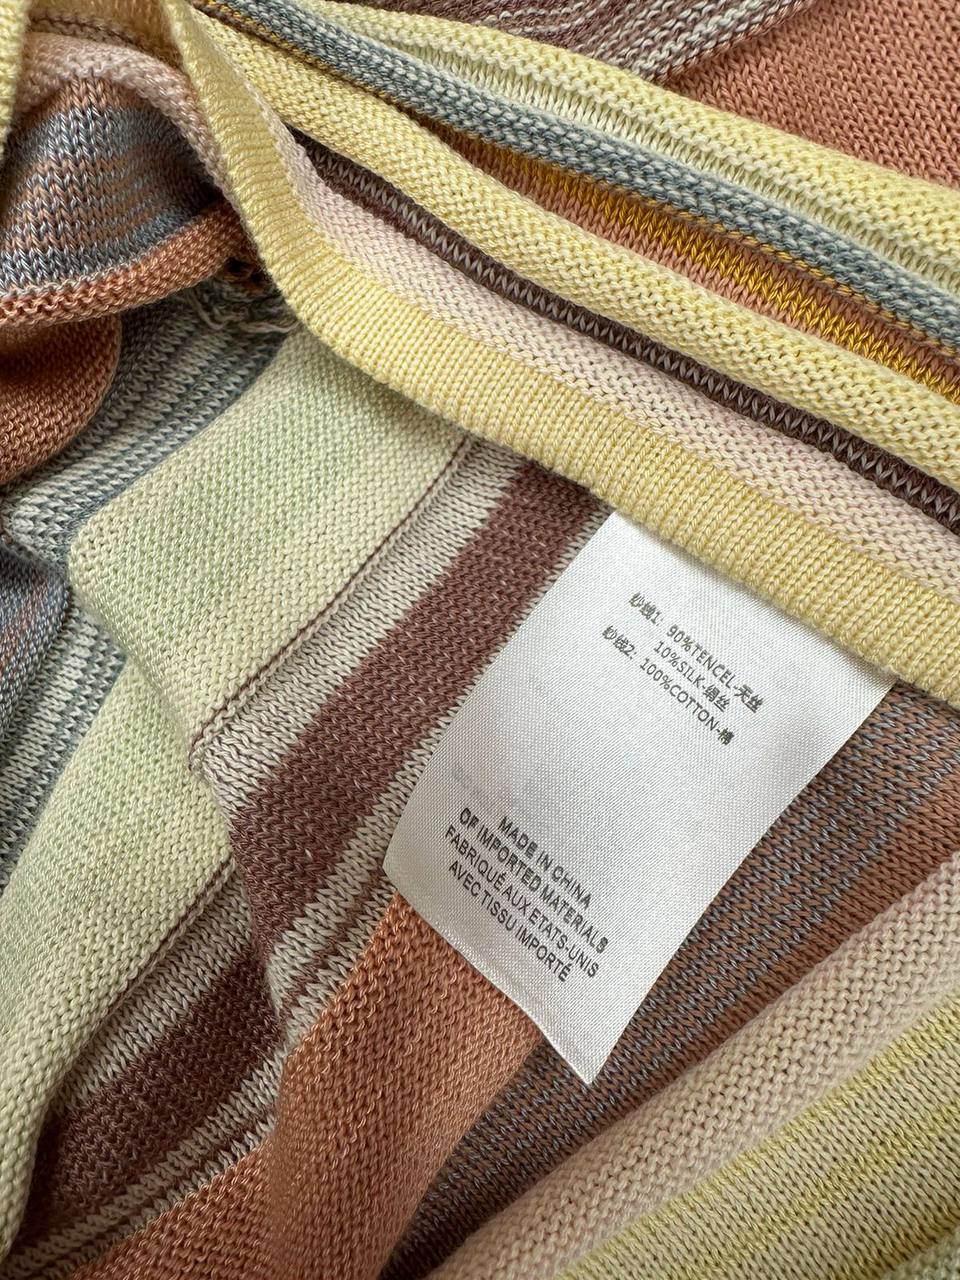 纱线1: 90%TENCEL-天丝
10%SILK-绢丝
纱线2: 100%COTTON-棉
MADE IN CHINA
OF IMPORTED MATERIALS
FABRIQUÉ AUX ETATS-UNIS
AVEC TISSU IMPORTÉ